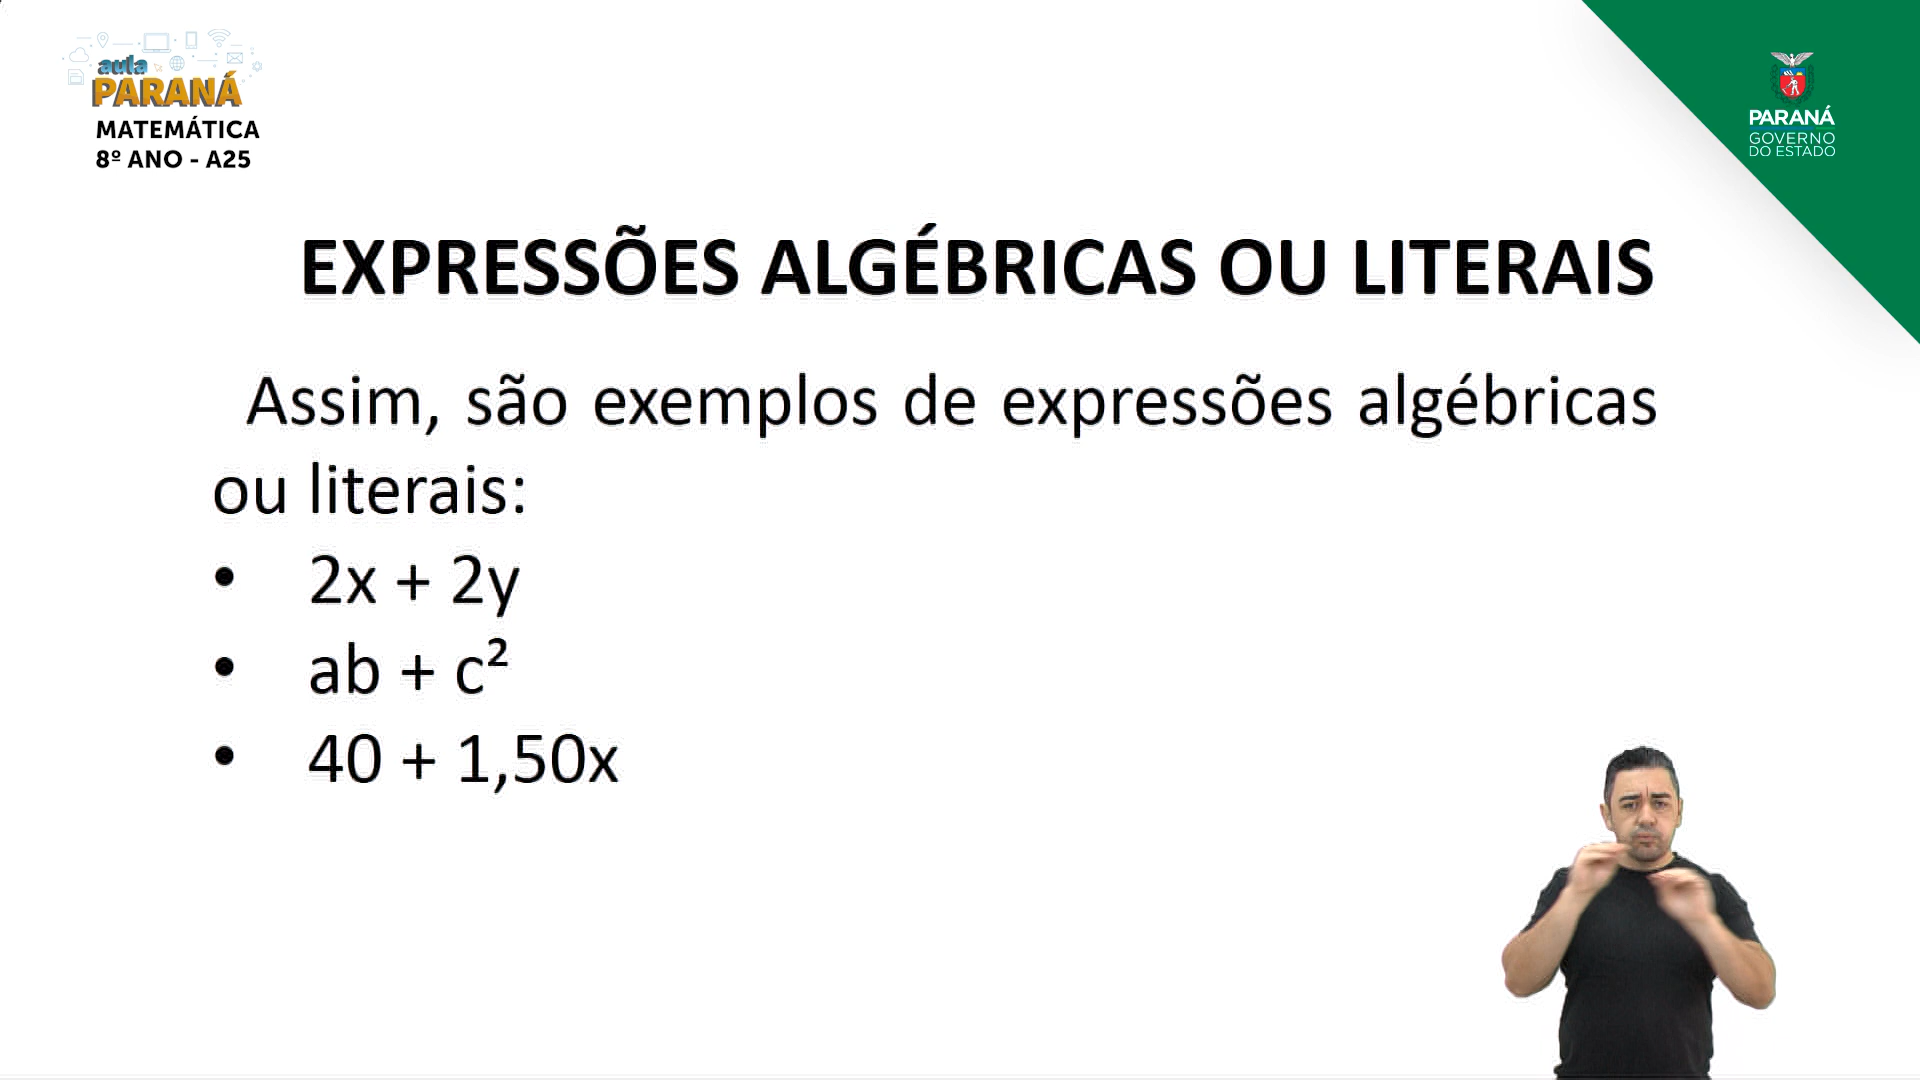 aula
PARANÁ
MATEMÁTICA
8º ANO - A25
PARANÁ
GOVERNO
DO ESTADO
EXPRESSÕES ALGÉBRICAS OU LITERAIS
Assim, são exemplos de expressões algébricas
ou literais:
• 2x + 2y
• ab + c²
• 40 + 1,50x